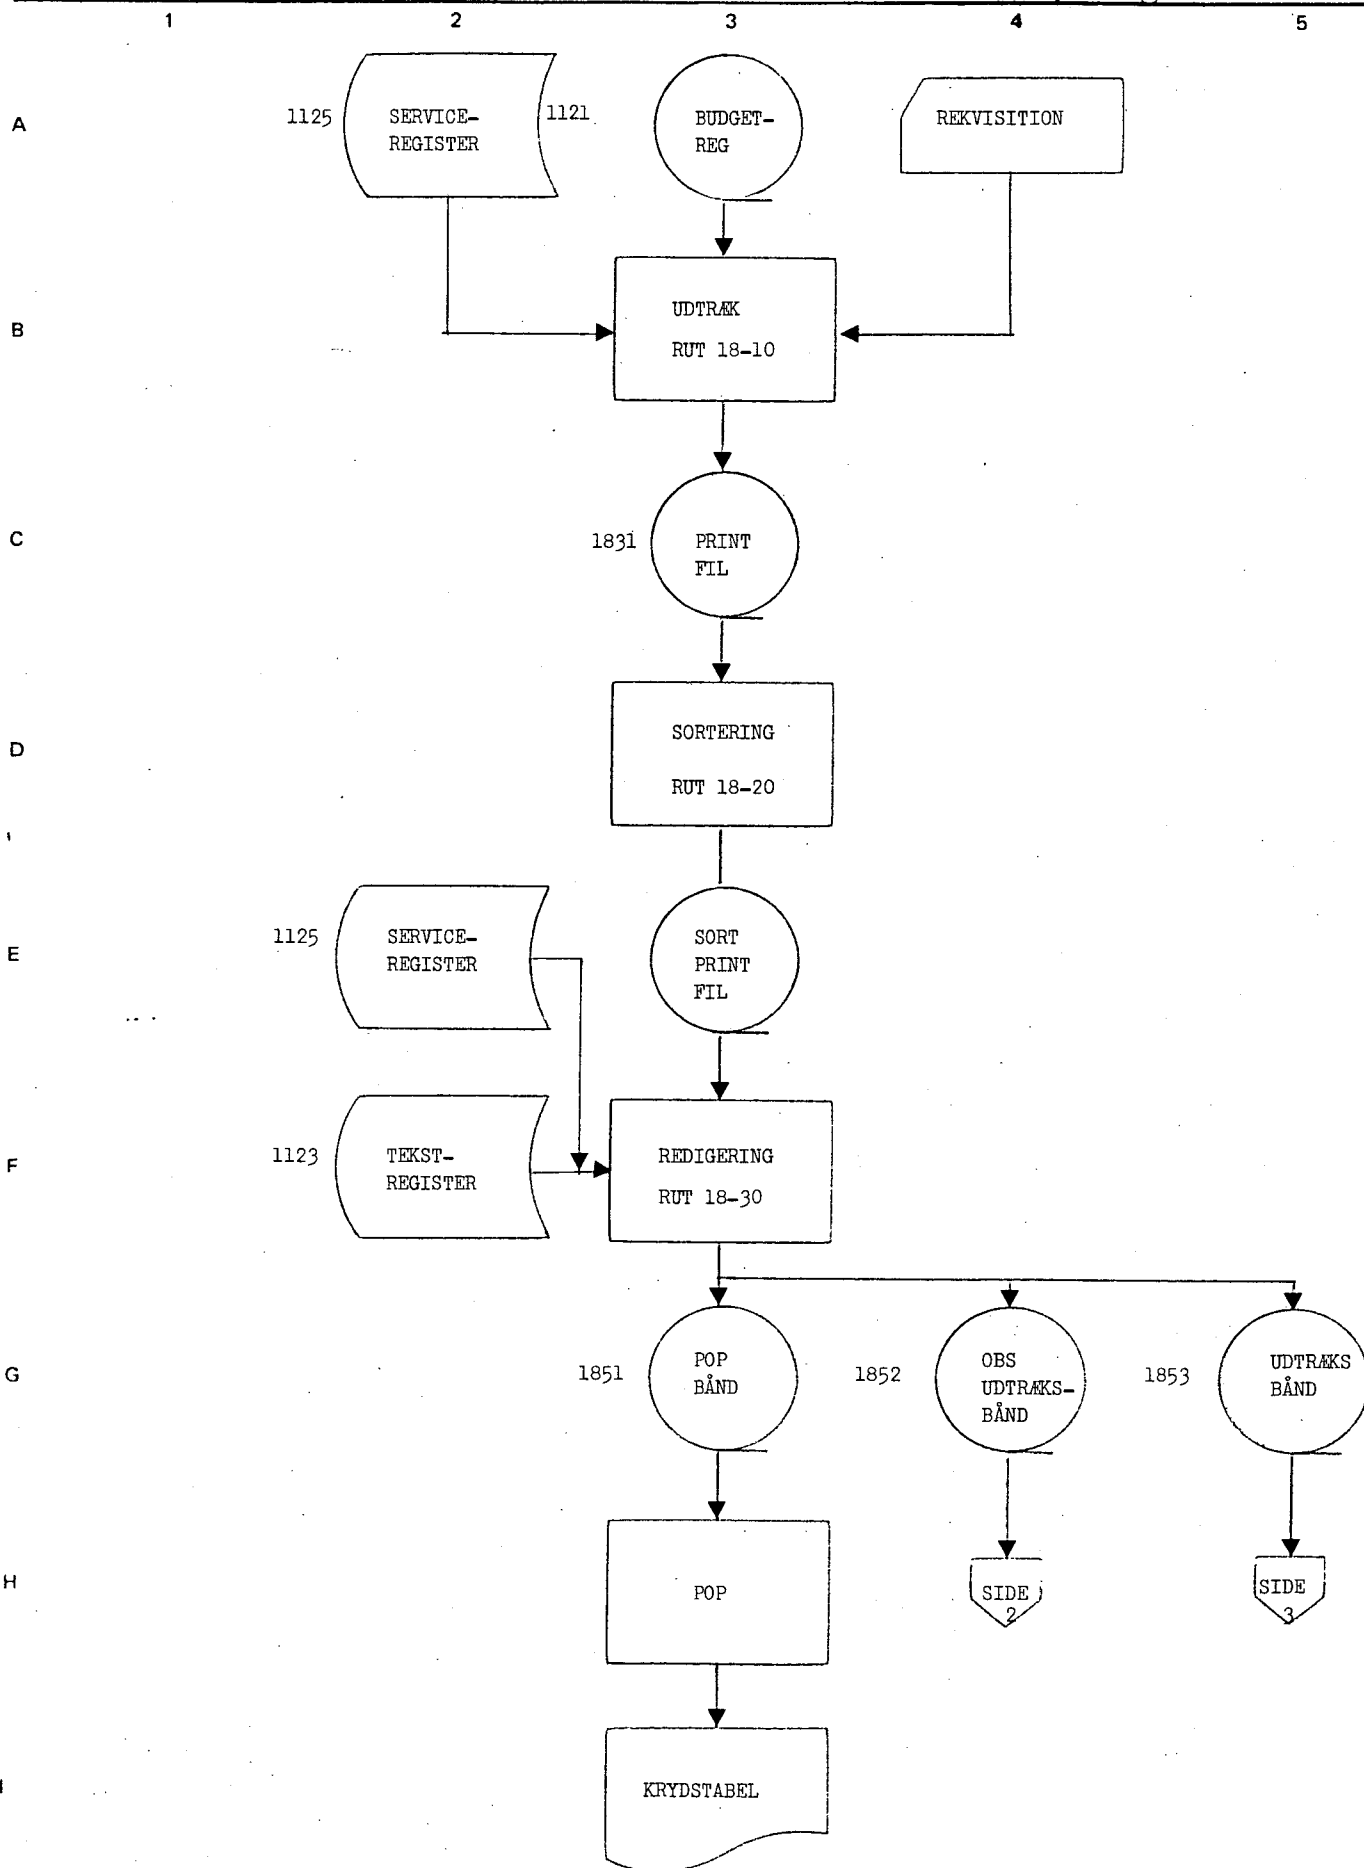 1 2 3 4 5
A
1125
SERVICE-
REGISTER
1121
BUDGET-
REG
REKVISITION
B
UDTRÆK
RUT 18-10
C
1831
PRINT
FIL
D
SORTERING
RUT 18-20
E
1125
SERVICE-
REGISTER
SORT
PRINT
FIL
F
1123
TEKST-
REGISTER
REDIGERING
RUT 18-30
G
1851
POP
BÅND
1852
OBS
UDTRÆKS-
BÅND
1853
UDTRÆKS
BÅND
H
POP
SIDE
2
SIDE
3
I
KRYDSTABEL